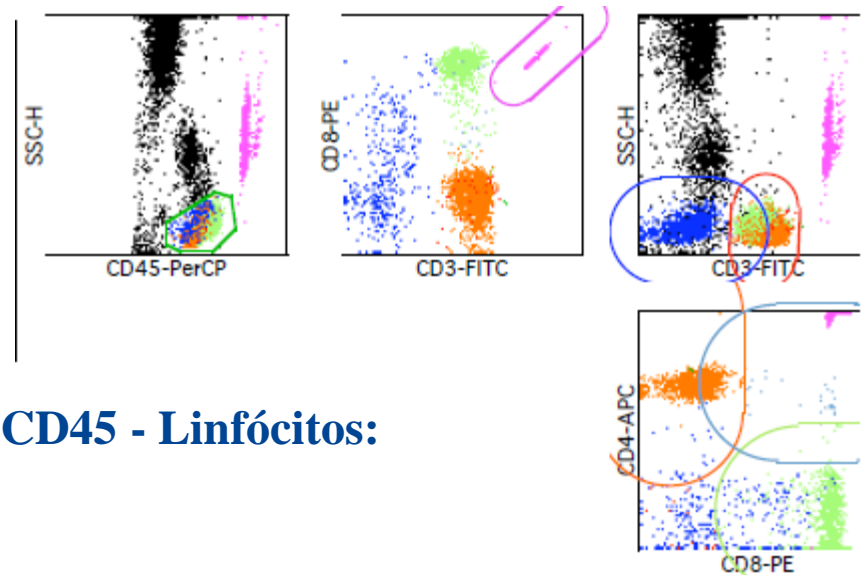 SSC-H
CD45-PerCP
CD8-PE
CD3-FITC
SSC-H
CD3-FITC
CD4-APC
CD8-PE
CD45 - Linfócitos: